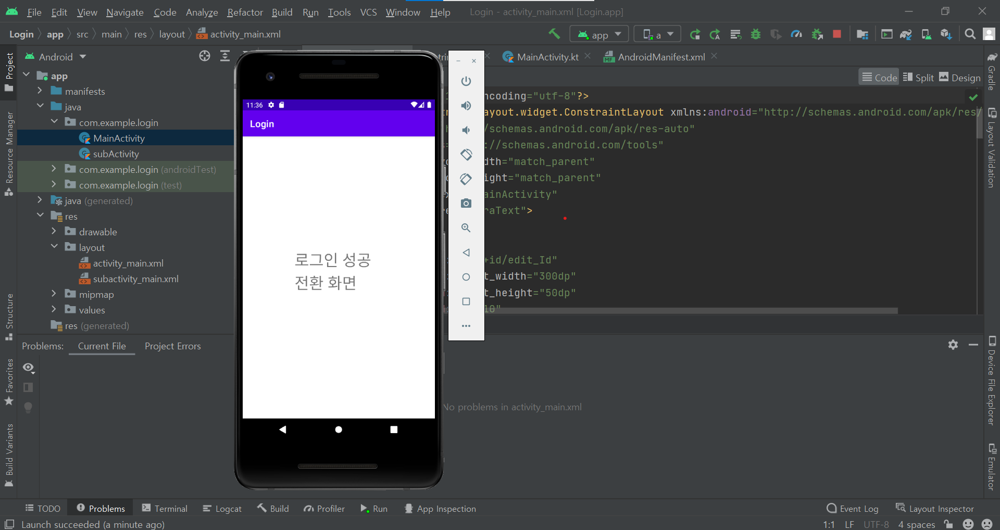 File Edit View Navigate Code Analyze Refactor Build Run Tools VCS Window Help Login - activity_main.xml [Login.app]
Login app src main res layout activity_main.xml
app
a
Project
Resource Manager
Structure
Favorites
Build Variants
Android
app
manifests
java
com.example.login
MainActivity
subActivity
com.example.login (androidTest)
com.example.login (test)
java (generated)
res
drawable
layout
activity_main.xml
subactivity_main.xml
mipmap
values
res (generated)
11:36
Login
로그인 성공
전환 화면
MainActivity.kt
AndroidManifest.xml
Code Split Design
ncoding="utf-8"?>
ayout.widget.ConstraintLayout xmlns:android="http://schemas.android.com/apk/res/
/schemas.android.com/apk/res-auto"
://schemas.android.com/tools"
dth="match_parent"
ight="match_parent"
ainActivity"
raText">
+id/edit_Id"
t_width="300dp"
t_height="50dp"
10"
Gradle
Layout Validation
Device File Explorer
Emulator
Problems: Current File Project Errors
No problems in activity_main.xml
TODO Problems Terminal Logcat Build Profiler Run App Inspection Event Log Layout Inspector
Launch succeeded (a minute ago) 1:1 LF UTF-8 4 spaces